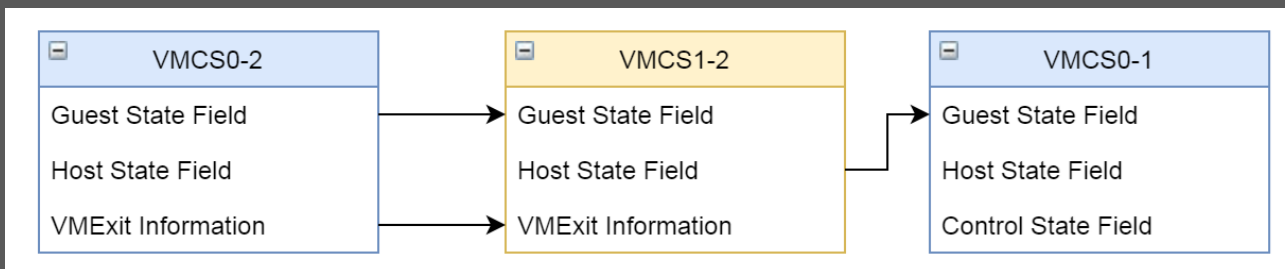 VMCS0-2
Guest State Field
Host State Field
VMExit Information
VMCS1-2
Guest State Field
Host State Field
VMExit Information
VMCS0-1
Guest State Field
Host State Field
Control State Field